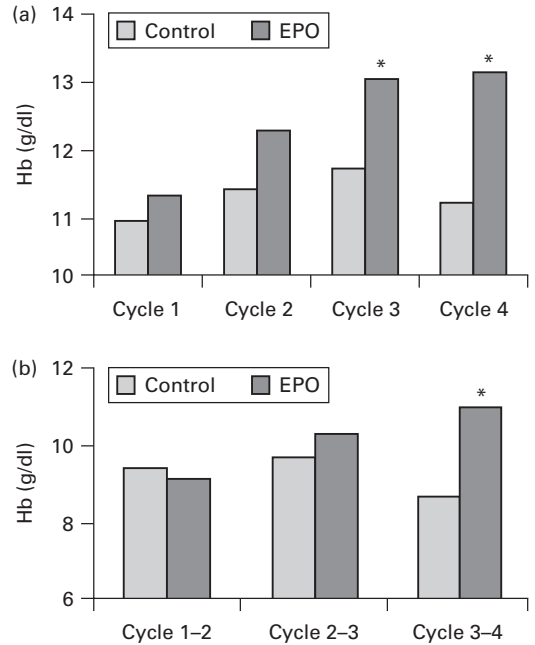 (a)
14
13
12
11
10
Hb (g/dl)
Control EPO
*
*
Cycle 1 Cycle 2 Cycle 3 Cycle 4
(b)
12
10
8
6
Hb (g/dl)
Control EPO
*
Cycle 1–2 Cycle 2–3 Cycle 3–4